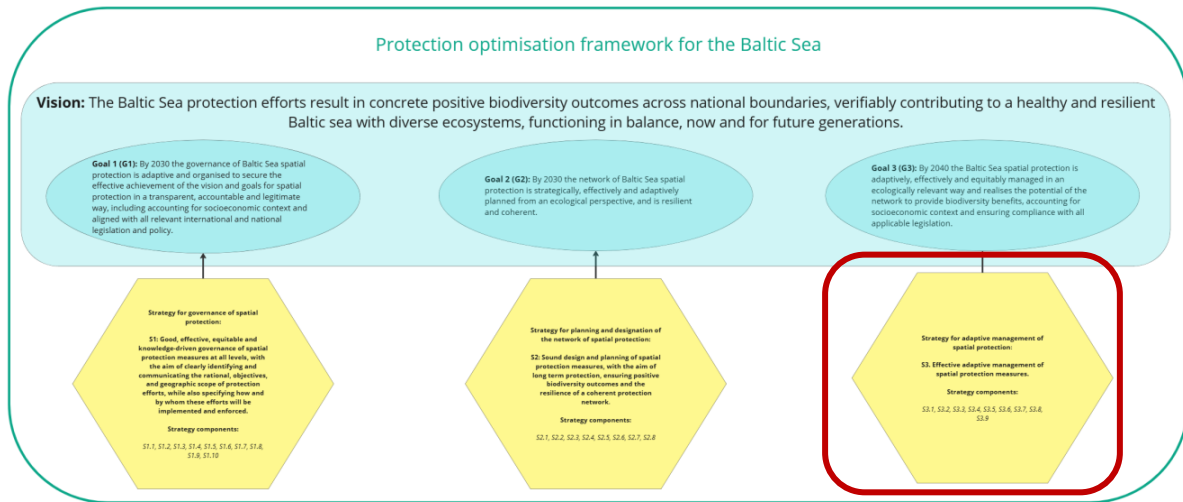 Protection optimisation framework for the Baltic Sea
Vision: The Baltic Sea protection efforts result in concrete positive biodiversity outcomes across national boundaries, verifiably contributing to a healthy and resilient
Baltic sea with diverse ecosystems, functioning in balance, now and for future generations.
Goal 1 (G1): By 2030 the governance of Baltic Sea spatial
protection is adaptive and organised to secure the
effective achievement of the vision and goals for spatial
protection in a transparent, accountable and legitimate
way, including accounting for socioeconomic context and
aligned with all relevant international and national
legislation and policy.
Goal 2 (G2): By 2030 the network of Baltic Sea spatial
protection is strategically, effectively and adaptively
planned from an ecological perspective, and is resilient
and coherent.
Goal 3 (G3): By 2040 the Baltic Sea spatial protection is
adaptively, effectively and equitably managed in an
ecologically relevant way and realises the potential of the
network to provide biodiversity benefits, accounting for
socioeconomic context and ensuring compliance with all
applicable legislation.
Strategy for governance of spatial
protection:
S1: Good, effective, equitable and
knowledge-driven governance of spatial
protection measures at all levels, with
the aim of clearly identifying and
communicating the rational, objectives,
and geographic scope of protection
efforts, while also specifying how and
by whom these efforts will be
implemented and enforced.
Strategy components:
S1.1, S1.2, S1.3, S1.4, S1.5, S1.6, S1.7, S1.8,
S1.9, S1.10
Strategy for planning and designation of
the network of spatial protection:
S2: Sound design and planning of spatial
protection measures, with the aim of
long term protection, ensuring positive
biodiversity outcomes and the
resilience of a coherent protection
network.
Strategy components:
S2.1, S2.2, S2.3, S2.4, S2.5, S2.6, S2.7, S2.8
Strategy for adaptive management of
spatial protection:
S3. Effective adaptive management of
spatial protection measures.
Strategy components:
S3.1, S3.2, S3.3, S3.4, S3.5, S3.6, S3.7, S3.8,
S3.9